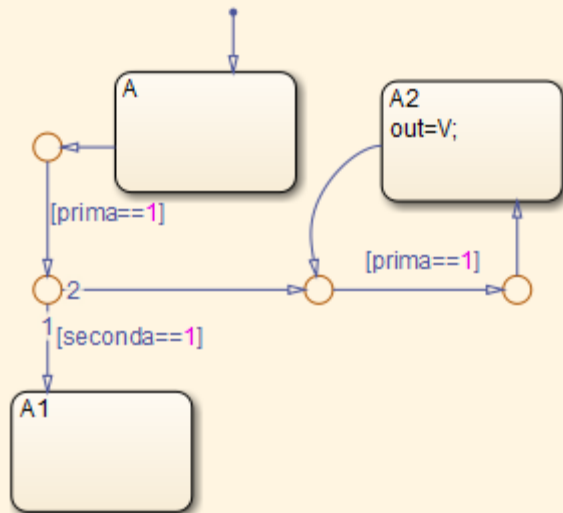 A
A2
out=V;
[prima==1]
[prima==1]
2
1
[seconda==1]
A1